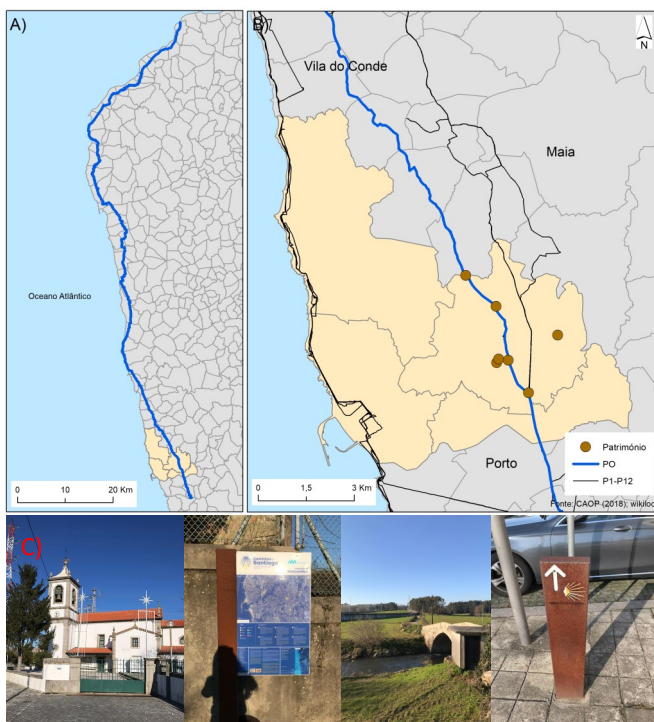 A)
Oceano Atlântico
0 10 20 Km
B)
N
Vila do Conde
Maia
Porto
Património
PO
P1-P12
Fonte: CAOP (2018); wikiloc
0 1,5 3 Km
C)
Santiago